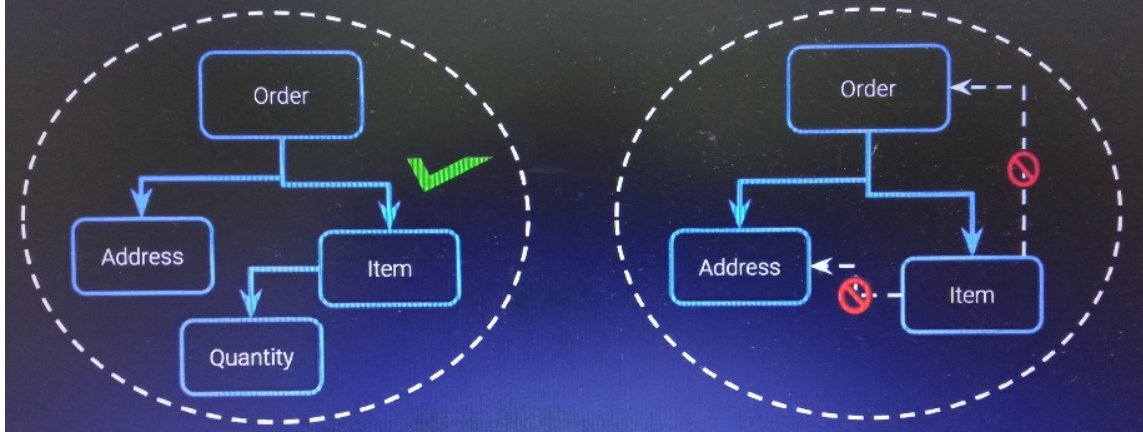 Order
Address
Item
Quantity
Order
Address
Item